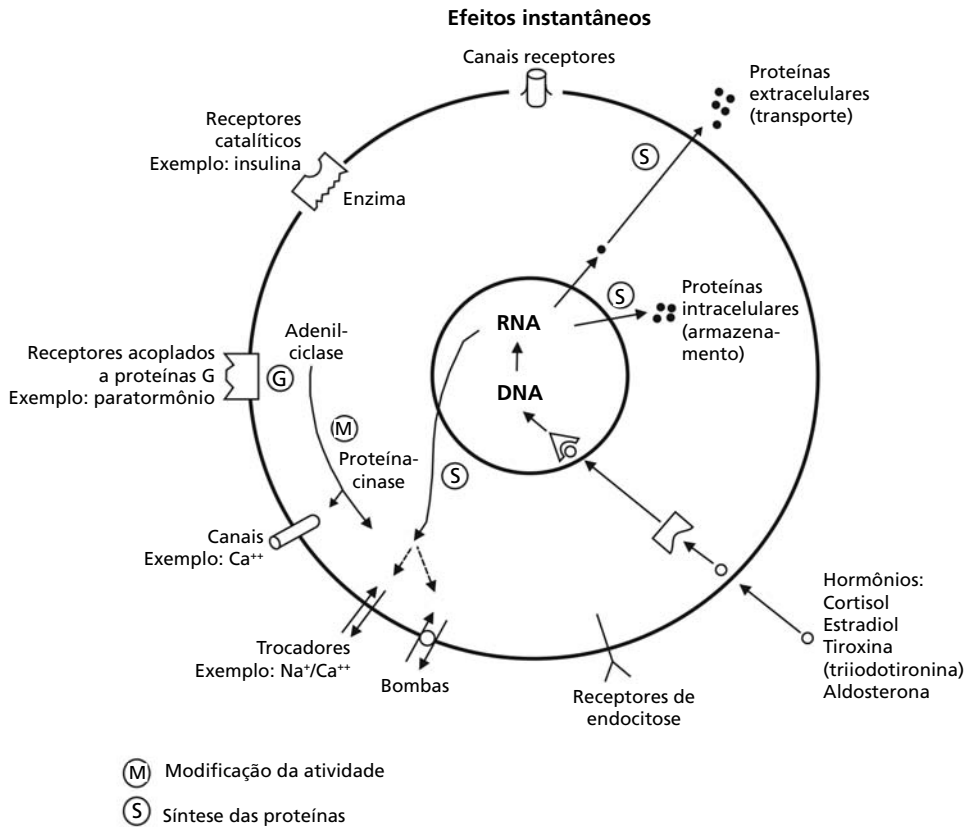 Efeitos instantâneos
Canais receptores
Proteínas
extracelulares
(transporte)
Receptores
catalíticos
Exemplo: insulina
Enzima
S
S
Proteínas
intracelulares
(armazena-
mento)
RNA
DNA
Adenil-
ciclase
Receptores acoplados
a proteínas G
Exemplo: paratormônio
G
M
Proteína-
cinase
S
Canais
Exemplo: Ca⁺⁺
Trocadores
Exemplo: Na⁺/Ca⁺⁺
Bombas
Receptores de
endocitose
Hormônios:
Cortisol
Estradiol
Tiroxina
(triiodotironina)
Aldosterona
M Modificação da atividade
S Síntese das proteínas